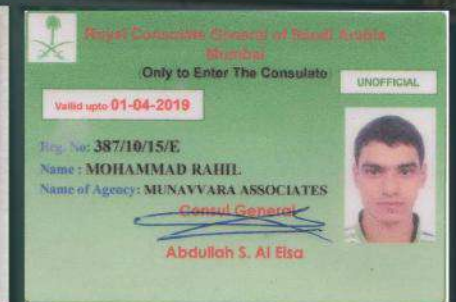 Royal Consulate General of Saudi Arabia
Mumbai
Only to Enter The Consulate
UNOFFICIAL
Vallid upto 01-04-2019
Reg. No: 387/10/15/E
Name : MOHAMMAD RAHIL
Name of Agency: MUNAVVARA ASSOCIATES
Consul General
Abdullah S. Al Eisa